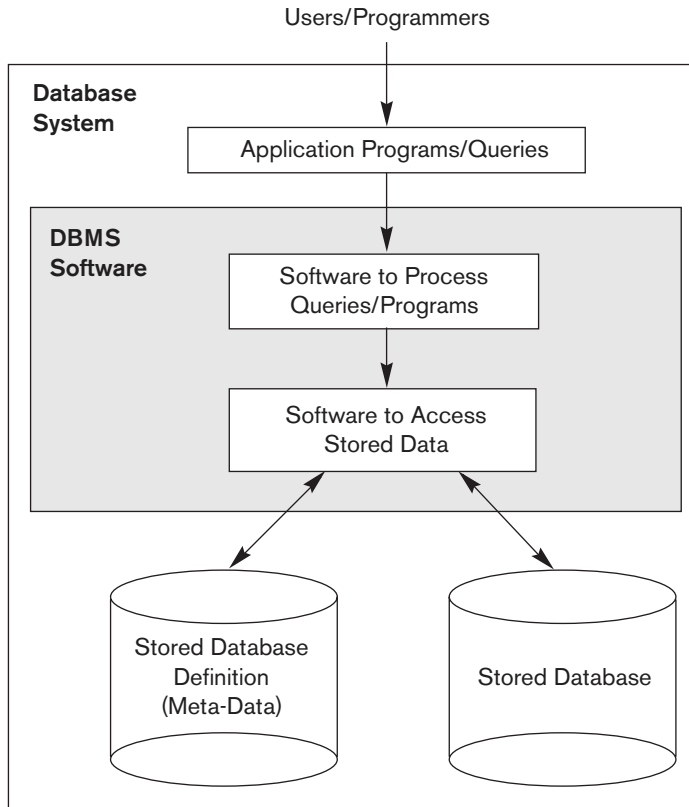 Users/Programmers
Database
System
Application Programs/Queries
DBMS
Software
Software to Process
Queries/Programs
Software to Access
Stored Data
Stored Database
Definition
(Meta-Data)
Stored Database